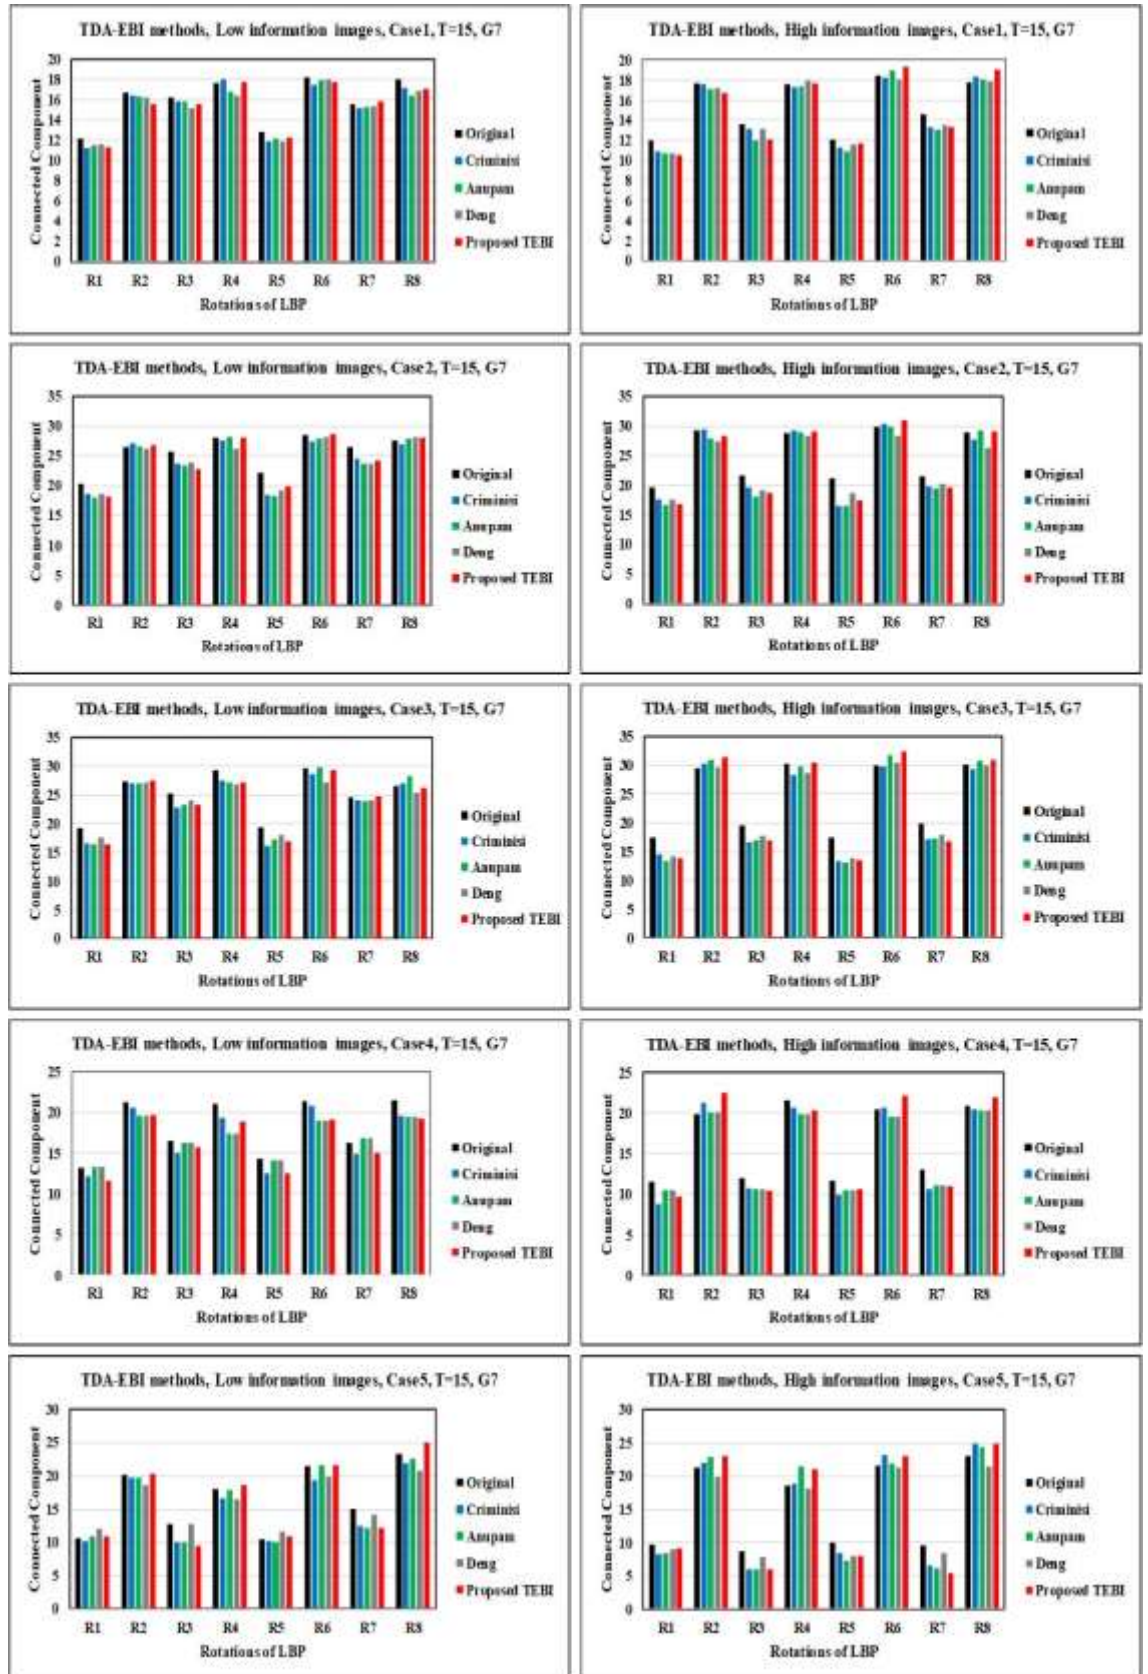 TDA-EBI methods, Low information images, Case1, T=15, G7
Connected Component
20
18
16
14
12
10
8
6
4
2
0
R1 R2 R3 R4 R5 R6 R7 R8
Rotations of LBP
Original
Criminisi
Anupam
Deng
Proposed TEBI
TDA-EBI methods, High information images, Case1, T=15, G7
Connected Component
20
18
16
14
12
10
8
6
4
2
0
R1 R2 R3 R4 R5 R6 R7 R8
Rotations of LBP
Original
Criminisi
Anupam
Deng
Proposed TEBI
TDA-EBI methods, Low information images, Case2, T=15, G7
Connected Component
35
30
25
20
15
10
5
0
R1 R2 R3 R4 R5 R6 R7 R8
Rotations of LBP
Original
Criminisi
Anupam
Deng
Proposed TEBI
TDA-EBI methods, High information images, Case2, T=15, G7
Connected Component
35
30
25
20
15
10
5
0
R1 R2 R3 R4 R5 R6 R7 R8
Rotations of LBP
Original
Criminisi
Anupam
Deng
Proposed TEBI
TDA-EBI methods, Low information images, Case3, T=15, G7
Connected Component
35
30
25
20
15
10
5
0
R1 R2 R3 R4 R5 R6 R7 R8
Rotations of LBP
Original
Criminisi
Anupam
Deng
Proposed TEBI
TDA-EBI methods, High information images, Case3, T=15, G7
Connected Component
35
30
25
20
15
10
5
0
R1 R2 R3 R4 R5 R6 R7 R8
Rotations of LBP
Original
Criminisi
Anupam
Deng
Proposed TEBI
TDA-EBI methods, Low information images, Case4, T=15, G7
Connected Component
25
20
15
10
5
0
R1 R2 R3 R4 R5 R6 R7 R8
Rotations of LBP
Original
Criminisi
Anupam
Deng
Proposed TEBI
TDA-EBI methods, High information images, Case4, T=15, G7
Connected Component
25
20
15
10
5
0
R1 R2 R3 R4 R5 R6 R7 R8
Rotations of LBP
Original
Criminisi
Anupam
Deng
Proposed TEBI
TDA-EBI methods, Low information images, Case5, T=15, G7
Connected Component
30
25
20
15
10
5
0
R1 R2 R3 R4 R5 R6 R7 R8
Rotations of LBP
Original
Criminisi
Anupam
Deng
Proposed TEBI
TDA-EBI methods, High information images, Case5, T=15, G7
Connected Component
30
25
20
15
10
5
0
R1 R2 R3 R4 R5 R6 R7 R8
Rotations of LBP
Original
Criminisi
Anupam
Deng
Proposed TEBI